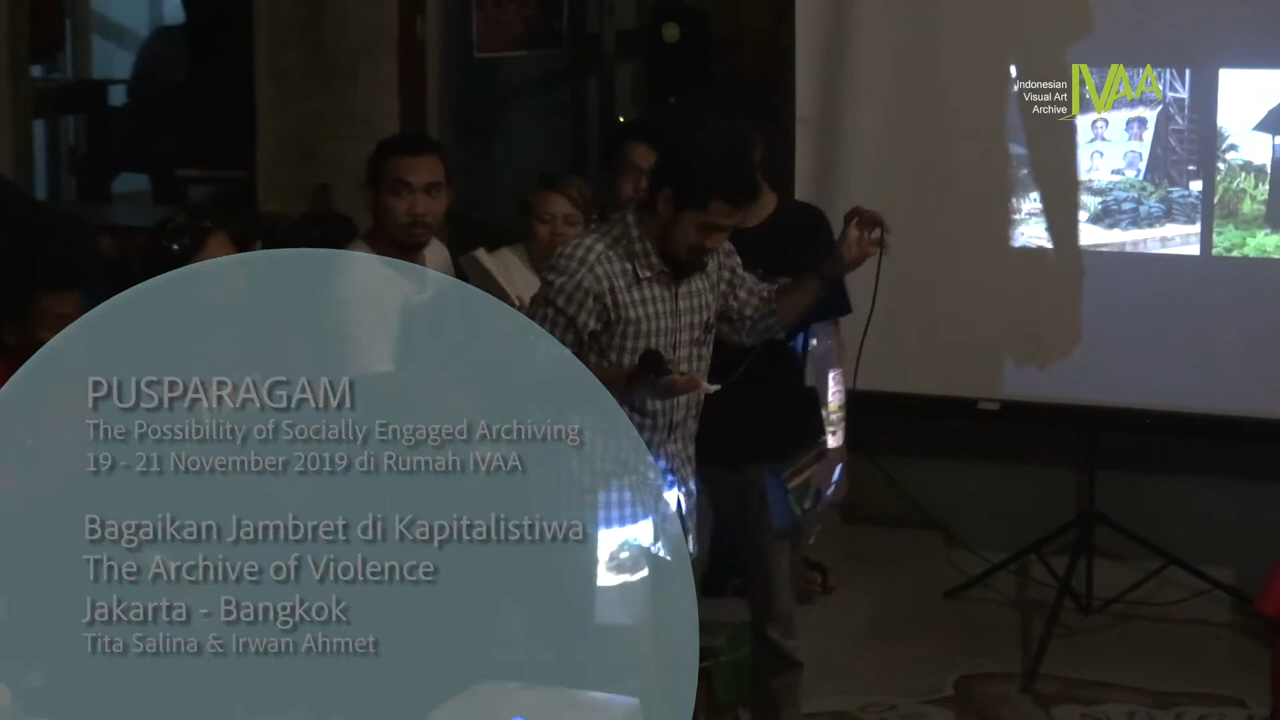 Indonesian
Visual Art
Archive
IVAA
PUSPARAGAM
The Possibility of Socially Engaged Archiving
19 - 21 November 2019 di Rumah IVAA
Bagaikan Jambret di Kapitalistiwa
The Archive of Violence
Jakarta - Bangkok
Tita Salina & Irwan Ahmet